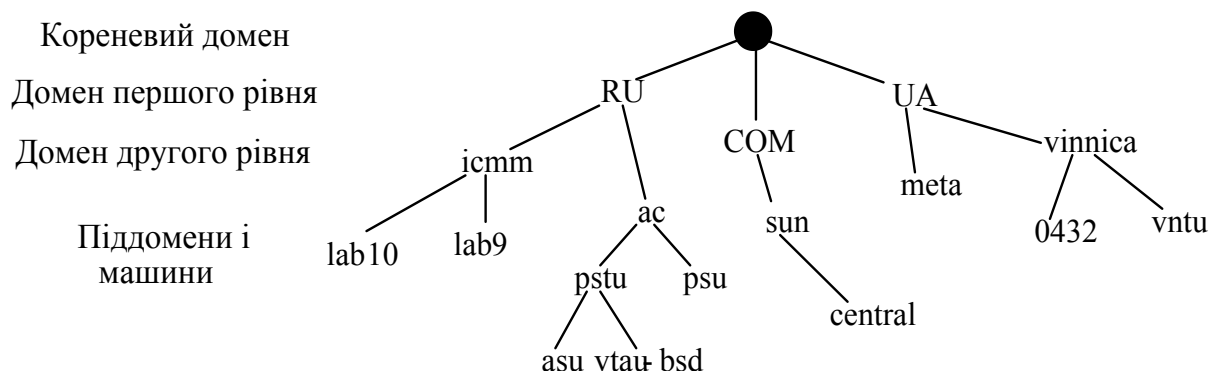 Кореневий домен
Домен першого рівня
RU
UA
Домен другого рівня
COM
vinnica
icmm
meta
ac
sun
0432
vntu
Піддомени і
машини
lab10
lab9
pstu
psu
central
asu
vtau-bsd